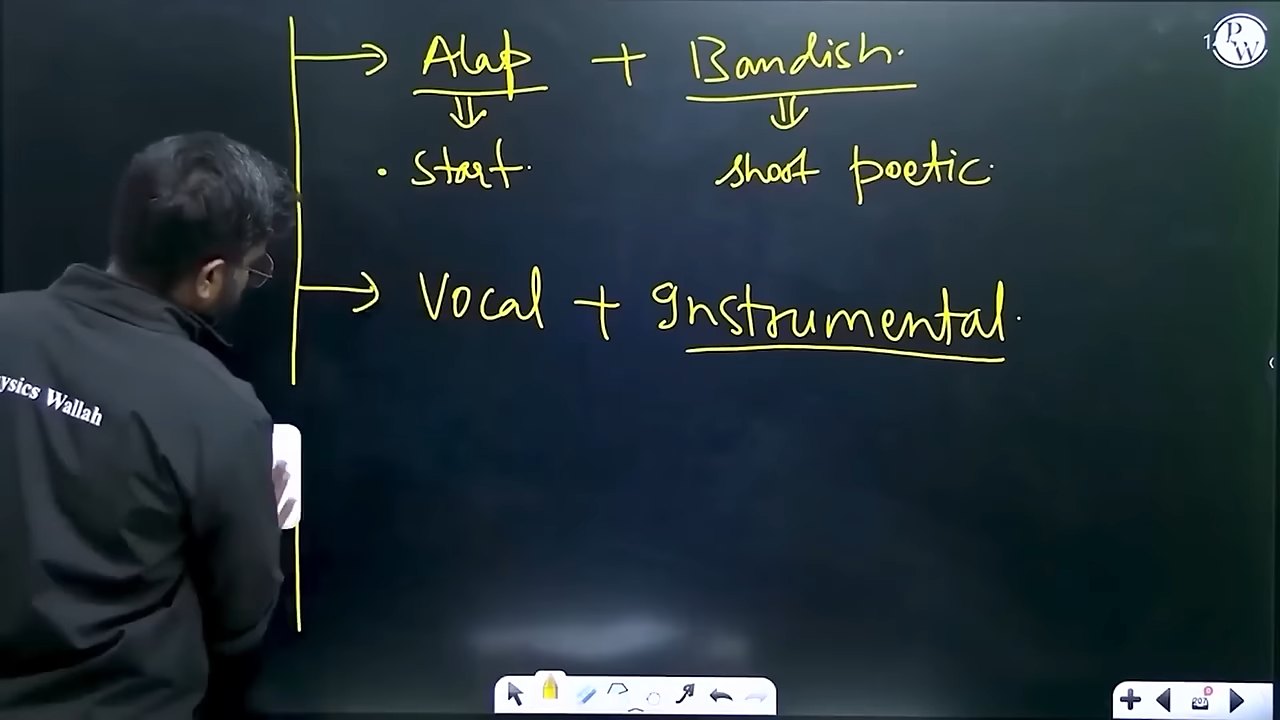 Alap + Bandish.
. Start. short poetic.
Vocal + Instrumental.
ysics Wallah
P
W